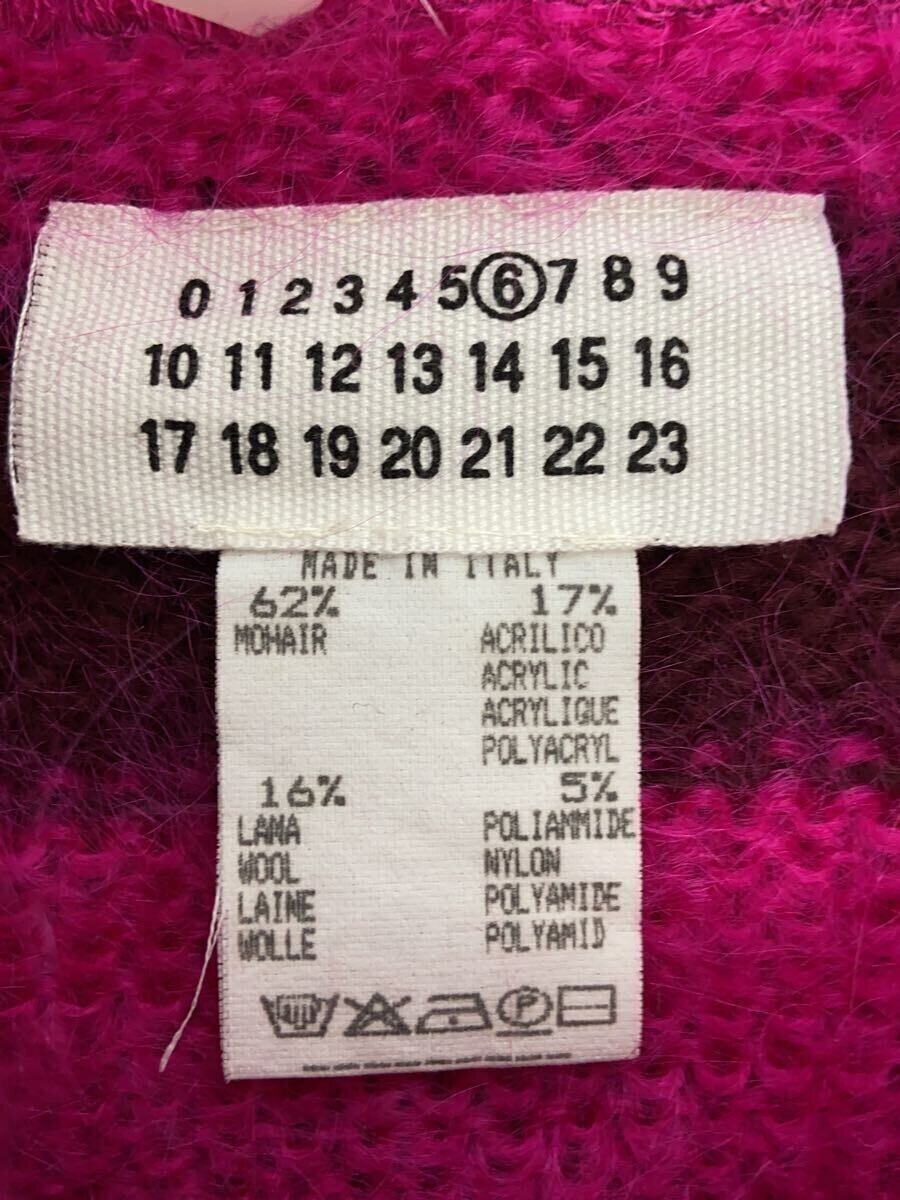 0 1 2 3 4 5 6 7 8 9
10 11 12 13 14 15 16
17 18 19 20 21 22 23
MADE IN ITALY
62% 17%
MOHAIR ACRILICO
ACRYLIC
ACRYLIQUE
POLYACRYL
16% 5%
LANA POLIAMMIDE
WOOL NYLON
LAINE POLYAMIDE
WOLLE POLYAMID
P